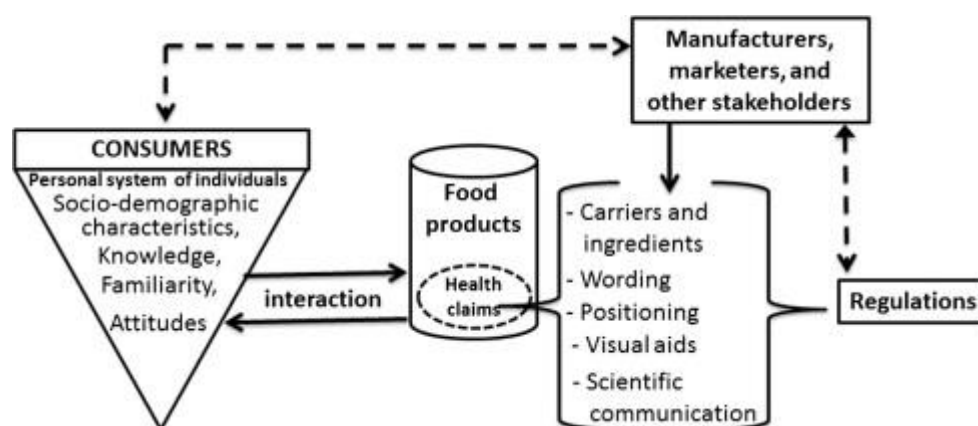 Manufacturers,
marketers, and
other stakeholders
CONSUMERS
Personal system of individuals
Socio-demographic
characteristics,
Knowledge,
Familiarity,
Attitudes
interaction
Food
products
Health
claims
- Carriers and
ingredients
- Wording
- Positioning
- Visual aids
- Scientific
communication
Regulations